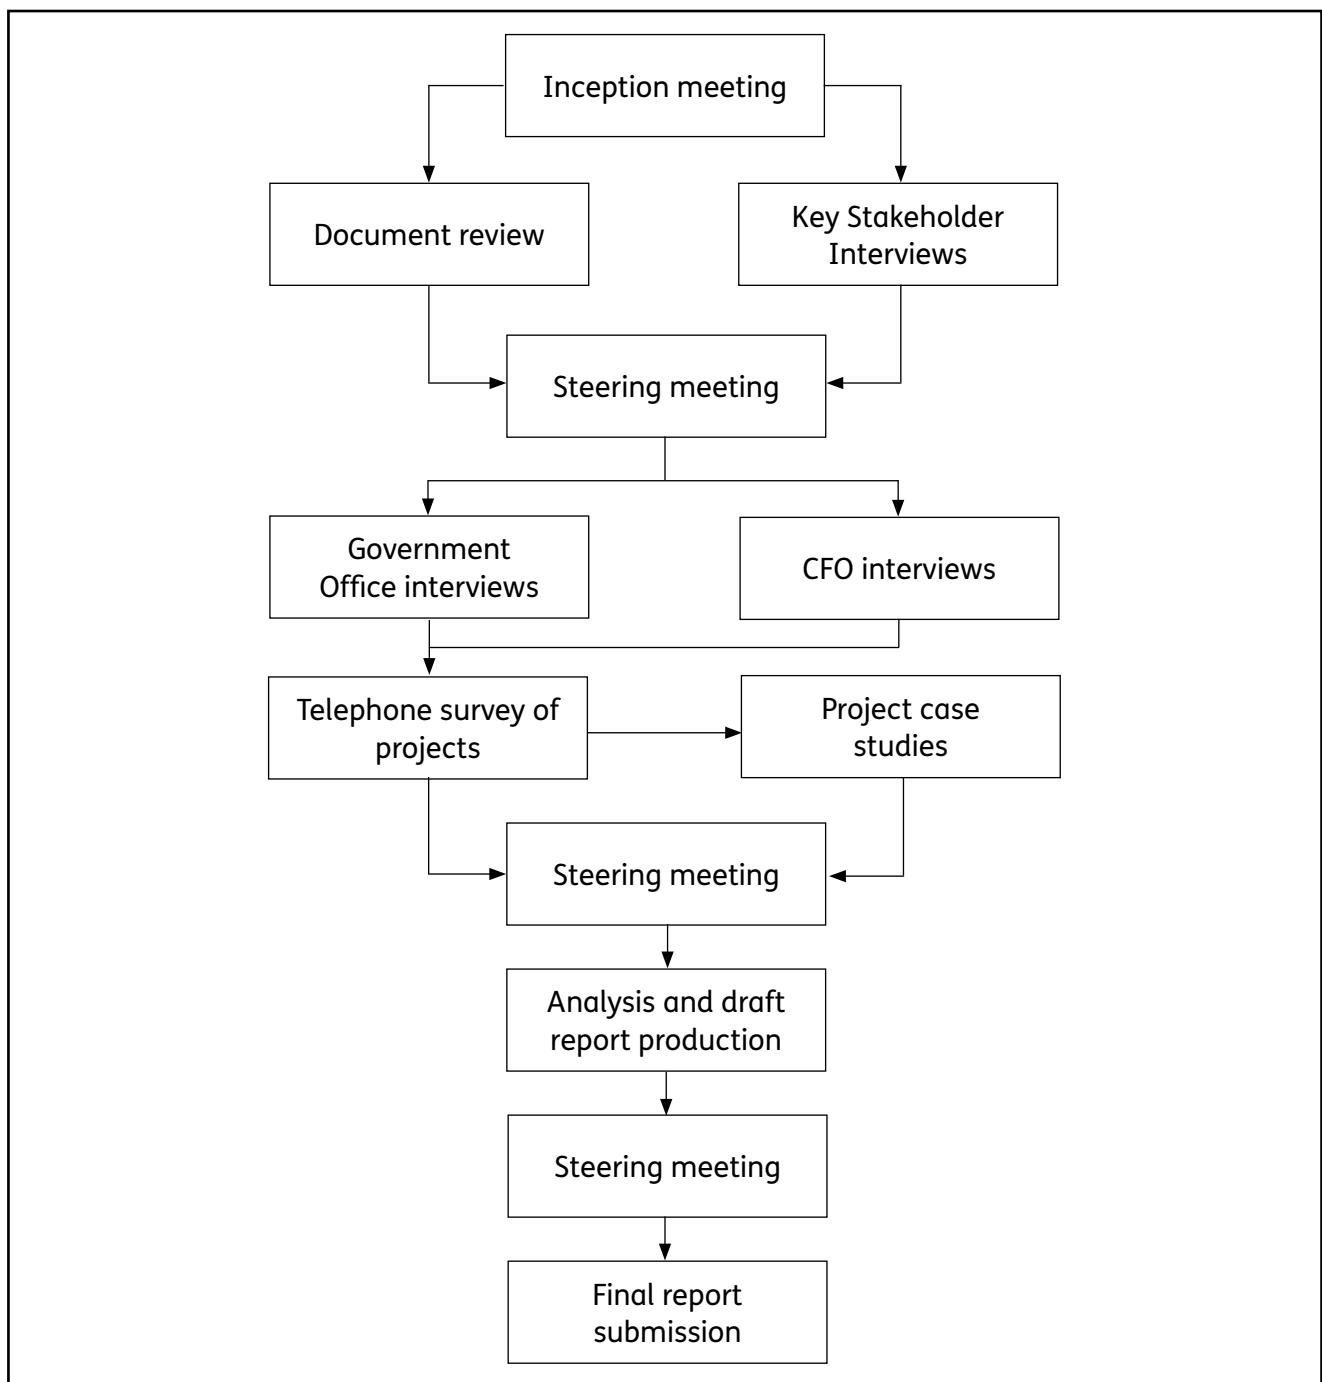 Inception meeting
Document review
Key Stakeholder
Interviews
Steering meeting
Government
Office interviews
CFO interviews
Telephone survey of
projects
Project case
studies
Steering meeting
Analysis and draft
report production
Steering meeting
Final report
submission